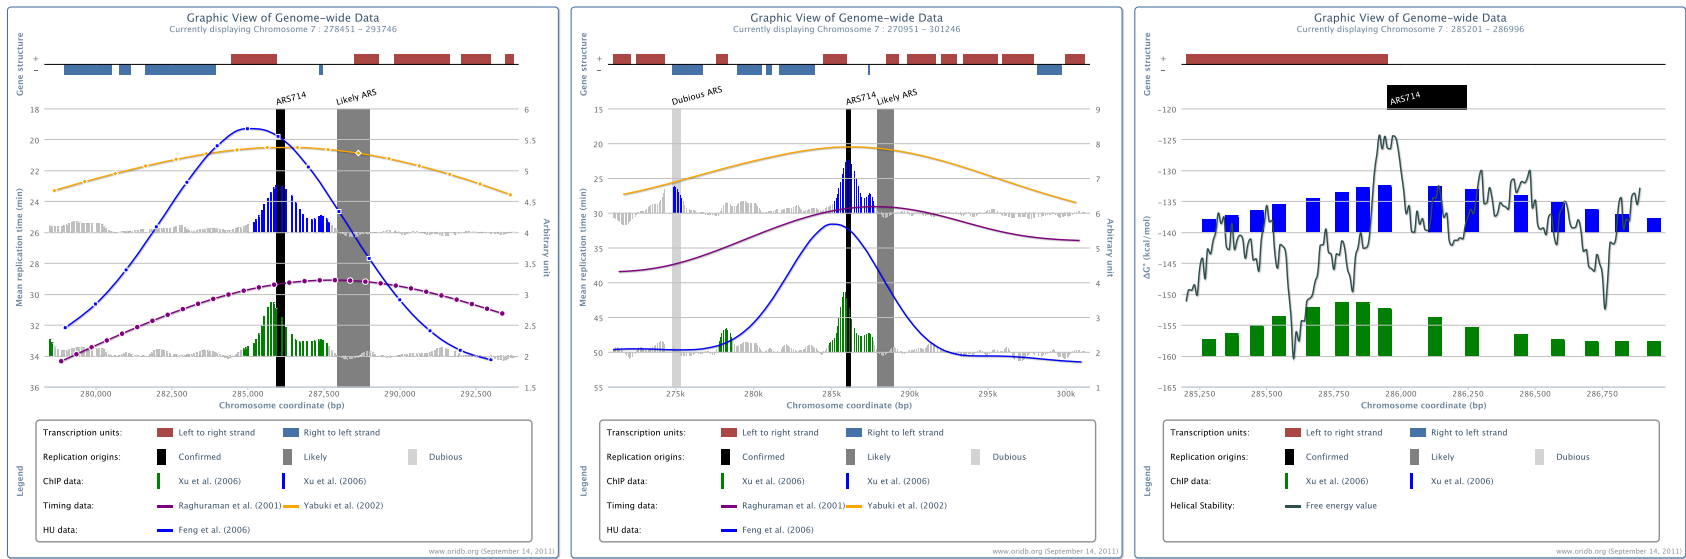 Graphic View of Genome-wide Data
Currently displaying Chromosome 7 : 278451 – 293746
Gene structure
+
–
ARS714
Likely ARS
18
20
22
24
26
28
30
32
34
36
Mean replication time (min)
6
5.5
5
4.5
4
3.5
3
2.5
2
1.5
Arbitrary unit
280,000
282,500
285,000
287,500
290,000
292,500
Chromosome coordinate (bp)
Legend
Transcription units: Left to right strand Right to left strand
Replication origins: Confirmed Likely Dubious
ChIP data: Xu et al. (2006) Xu et al. (2006)
Timing data: Raghuraman et al. (2001) Yabuki et al. (2002)
HU data: Feng et al. (2006)
www.oridb.org (September 14, 2011)
Graphic View of Genome-wide Data
Currently displaying Chromosome 7 : 270951 – 301246
Gene structure
+
–
Dubious ARS
ARS714
Likely ARS
15
20
25
30
35
40
45
50
55
Mean replication time (min)
9
8
7
6
5
4
3
2
1
Arbitrary unit
275k
280k
285k
290k
295k
300k
Chromosome coordinate (bp)
Legend
Transcription units: Left to right strand Right to left strand
Replication origins: Confirmed Likely Dubious
ChIP data: Xu et al. (2006) Xu et al. (2006)
Timing data: Raghuraman et al. (2001) Yabuki et al. (2002)
HU data: Feng et al. (2006)
www.oridb.org (September 14, 2011)
Graphic View of Genome-wide Data
Currently displaying Chromosome 7 : 285201 – 286996
Gene structure
+
–
ARS714
−120
−125
−130
−135
−140
−145
−150
−155
−160
−165
ΔG° (kcal/mol)
285,250
285,500
285,750
286,000
286,250
286,500
286,750
Chromosome coordinate (bp)
Legend
Transcription units: Left to right strand Right to left strand
Replication origins: Confirmed Likely Dubious
ChIP data: Xu et al. (2006) Xu et al. (2006)
Helical Stability: Free energy value
www.oridb.org (September 14, 2011)